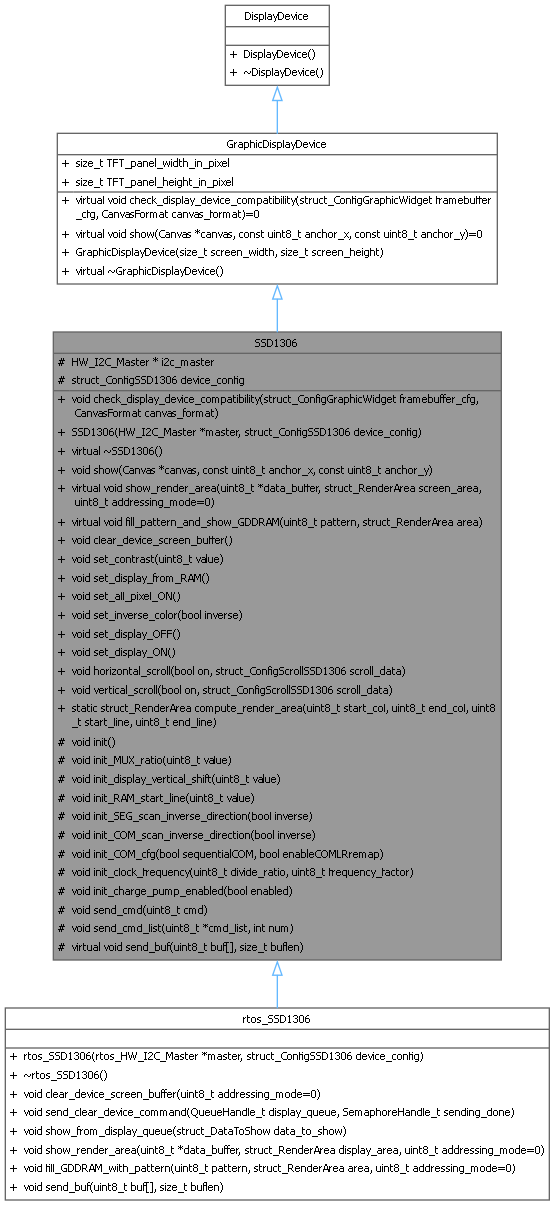 DisplayDevice
+ DisplayDevice()
+ ~DisplayDevice()
GraphicDisplayDevice
+ size_t TFT_panel_width_in_pixel
+ size_t TFT_panel_height_in_pixel
+ virtual void check_display_device_compatibility(struct_ConfigGraphicWidget framebuffer
_cfg, CanvasFormat canvas_format)=0
+ virtual void show(Canvas *canvas, const uint8_t anchor_x, const uint8_t anchor_y)=0
+ GraphicDisplayDevice(size_t screen_width, size_t screen_height)
+ virtual ~GraphicDisplayDevice()
SSD1306
# HW_I2C_Master * i2c_master
# struct_ConfigSSD1306 device_config
+ void check_display_device_compatibility(struct_ConfigGraphicWidget framebuffer_cfg,
CanvasFormat canvas_format)
+ SSD1306(HW_I2C_Master *master, struct_ConfigSSD1306 device_config)
+ virtual ~SSD1306()
+ void show(Canvas *canvas, const uint8_t anchor_x, const uint8_t anchor_y)
+ virtual void show_render_area(uint8_t *data_buffer, struct_RenderArea screen_area,
uint8_t addressing_mode=0)
+ virtual void fill_pattern_and_show_GDDRAM(uint8_t pattern, struct_RenderArea area)
+ void clear_device_screen_buffer()
+ void set_contrast(uint8_t value)
+ void set_display_from_RAM()
+ void set_all_pixel_ON()
+ void set_inverse_color(bool inverse)
+ void set_display_OFF()
+ void set_display_ON()
+ void horizontal_scroll(bool on, struct_ConfigScrollSSD1306 scroll_data)
+ void vertical_scroll(bool on, struct_ConfigScrollSSD1306 scroll_data)
+ static struct_RenderArea compute_render_area(uint8_t start_col, uint8_t end_col, uint8
_t start_line, uint8_t end_line)
# void init()
# void init_MUX_ratio(uint8_t value)
# void init_display_vertical_shift(uint8_t value)
# void init_RAM_start_line(uint8_t value)
# void init_SEG_scan_inverse_direction(bool inverse)
# void init_COM_scan_inverse_direction(bool inverse)
# void init_COM_cfg(bool sequentialCOM, bool enableCOMLRremap)
# void init_clock_frequency(uint8_t divide_ratio, uint8_t frequency_factor)
# void init_charge_pump_enabled(bool enabled)
# void send_cmd(uint8_t cmd)
# void send_cmd_list(uint8_t *cmd_list, int num)
# virtual void send_buf(uint8_t buf[], size_t buflen)
rtos_SSD1306
+ rtos_SSD1306(rtos_HW_I2C_Master *master, struct_ConfigSSD1306 device_config)
+ ~rtos_SSD1306()
+ void clear_device_screen_buffer(uint8_t addressing_mode=0)
+ void send_clear_device_command(QueueHandle_t display_queue, SemaphoreHandle_t sending_done)
+ void show_from_display_queue(struct_DataToShow data_to_show)
+ void show_render_area(uint8_t *data_buffer, struct_RenderArea display_area, uint8_t addressing_mode=0)
+ void fill_GDDRAM_with_pattern(uint8_t pattern, struct_RenderArea area, uint8_t addressing_mode=0)
+ void send_buf(uint8_t buf[], size_t buflen)